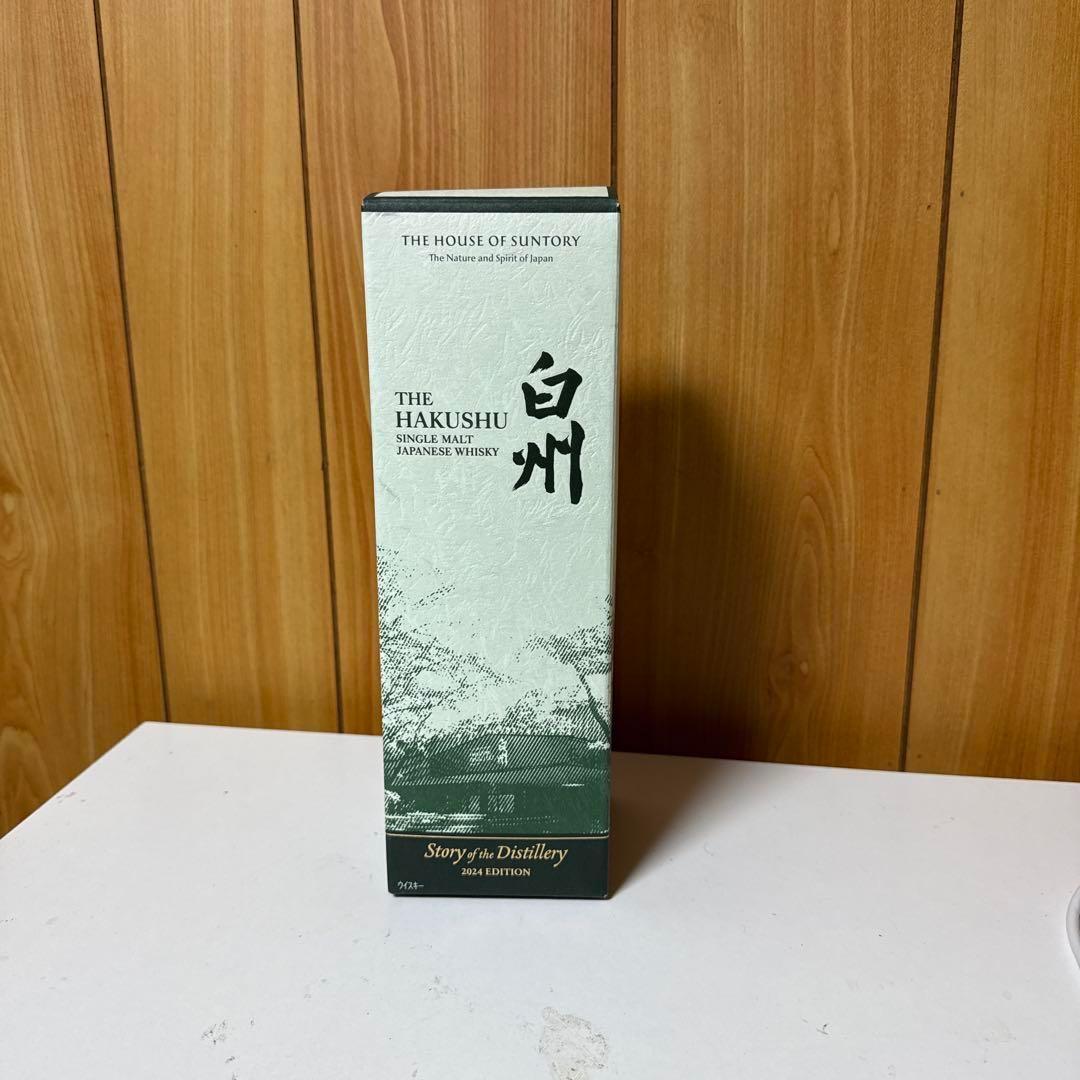 THE HOUSE OF SUNTORY
The Nature and Spirit of Japan
白州
THE
HAKUSHU
SINGLE MALT
JAPANESE WHISKY
Story of the Distillery
2024 EDITION
ウイスキー